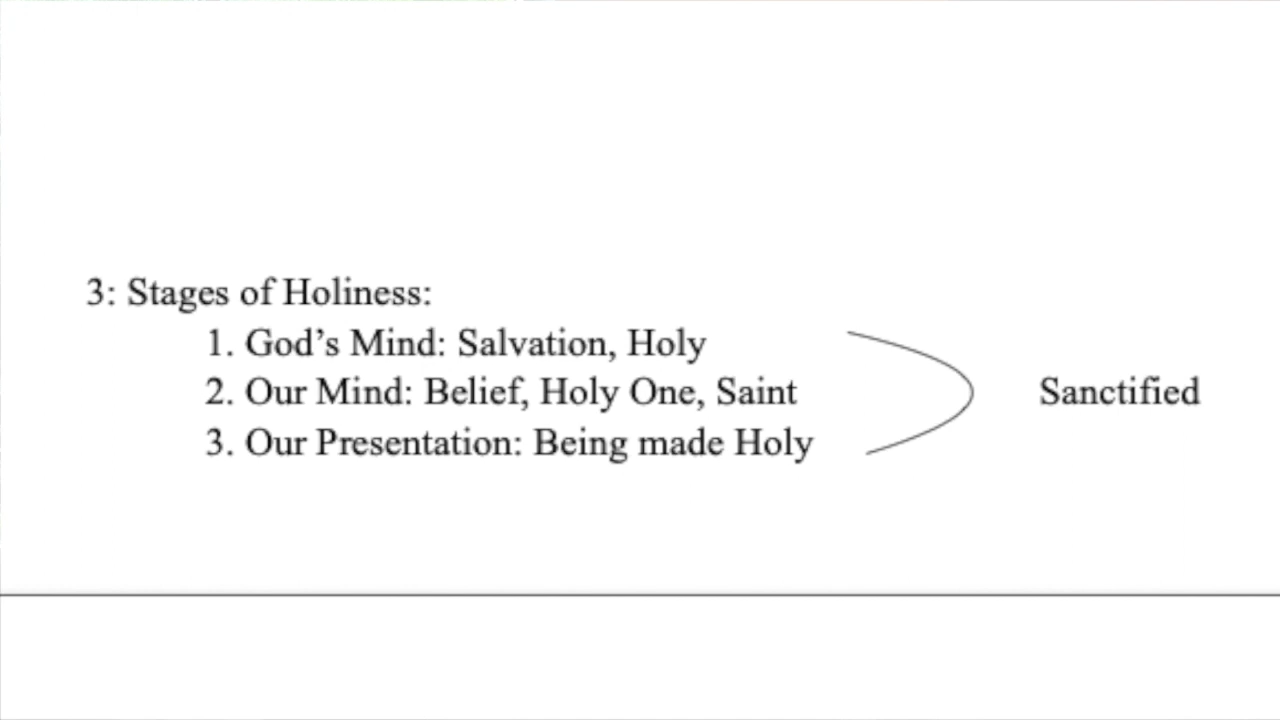 3: Stages of Holiness:
1. God’s Mind: Salvation, Holy
2. Our Mind: Belief, Holy One, Saint
3. Our Presentation: Being made Holy
Sanctified